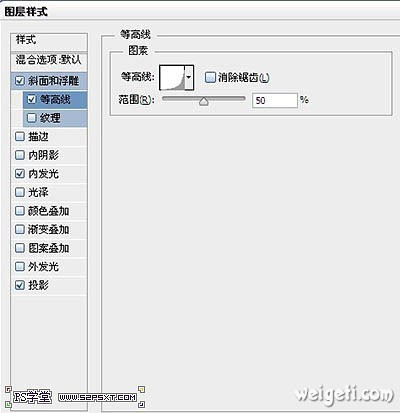 图层样式
样式
混合选项:默认
斜面和浮雕
等高线
纹理
描边
内阴影
内发光
光泽
颜色叠加
渐变叠加
图案叠加
外发光
投影
等高线
图素
等高线: 消除锯齿(L)
范围(R): 50 %
PS学堂 www.52psxt.com
weigeti.com